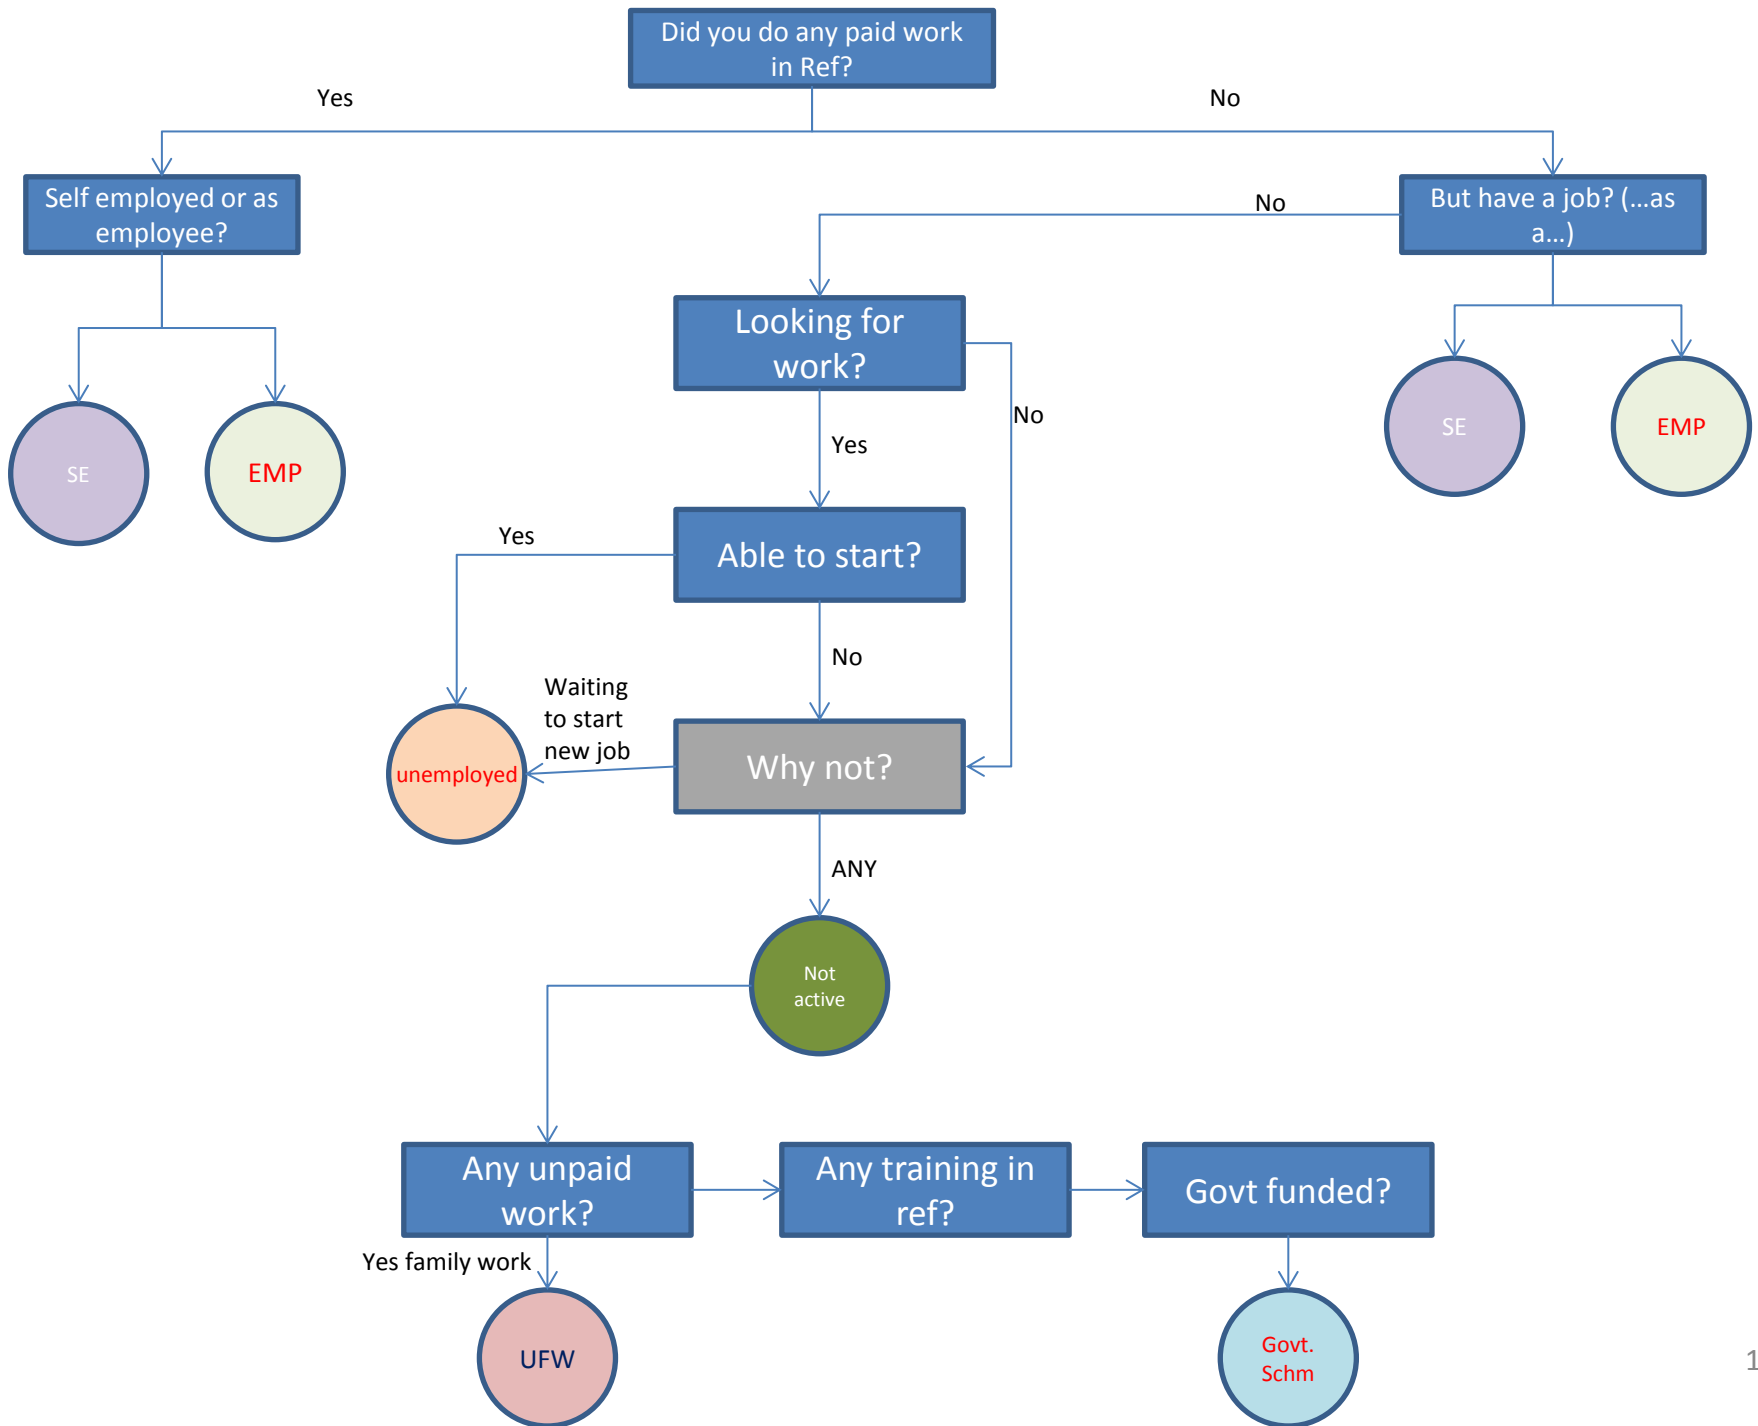 Did you do any paid work
in Ref?
Yes
No
Self employed or as
employee?
But have a job? (...as
a...)
No
Looking for
work?
No
SE
EMP
SE
EMP
Yes
Yes
Able to start?
No
Waiting
to start
new job
unemployed
Why not?
ANY
Not
active
Any unpaid
work?
Any training in
ref?
Govt funded?
Yes family work
UFW
Govt.
Schm
1